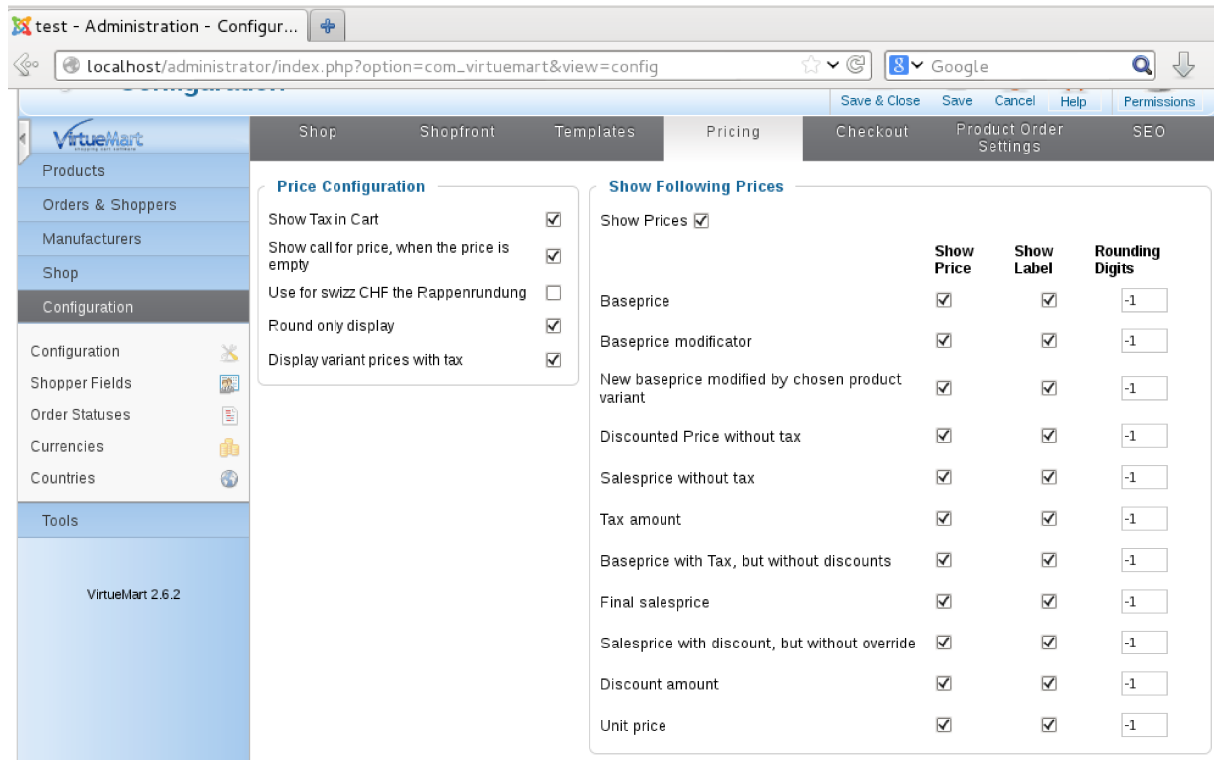 test - Administration - Configur...
localhost/administrator/index.php?option=com_virtuemart&view=config
8 Google
Save & Close Save Cancel Help Permissions
VirtueMart
shopping cart software
Shop Shopfront Templates Pricing Checkout Product Order Settings SEO
Products
Orders & Shoppers
Manufacturers
Shop
Configuration
Configuration
Shopper Fields
Order Statuses
Currencies
Countries
Tools
VirtueMart 2.6.2
Price Configuration
Show Tax in Cart
Show call for price, when the price is
empty
Use for swizz CHF the Rappenrundung
Round only display
Display variant prices with tax
Show Following Prices
Show Prices
Show Price Show Label Rounding Digits
Baseprice -1
Baseprice modificator -1
New baseprice modified by chosen product
variant -1
Discounted Price without tax -1
Salesprice without tax -1
Tax amount -1
Baseprice with Tax, but without discounts -1
Final salesprice -1
Salesprice with discount, but without override -1
Discount amount -1
Unit price -1